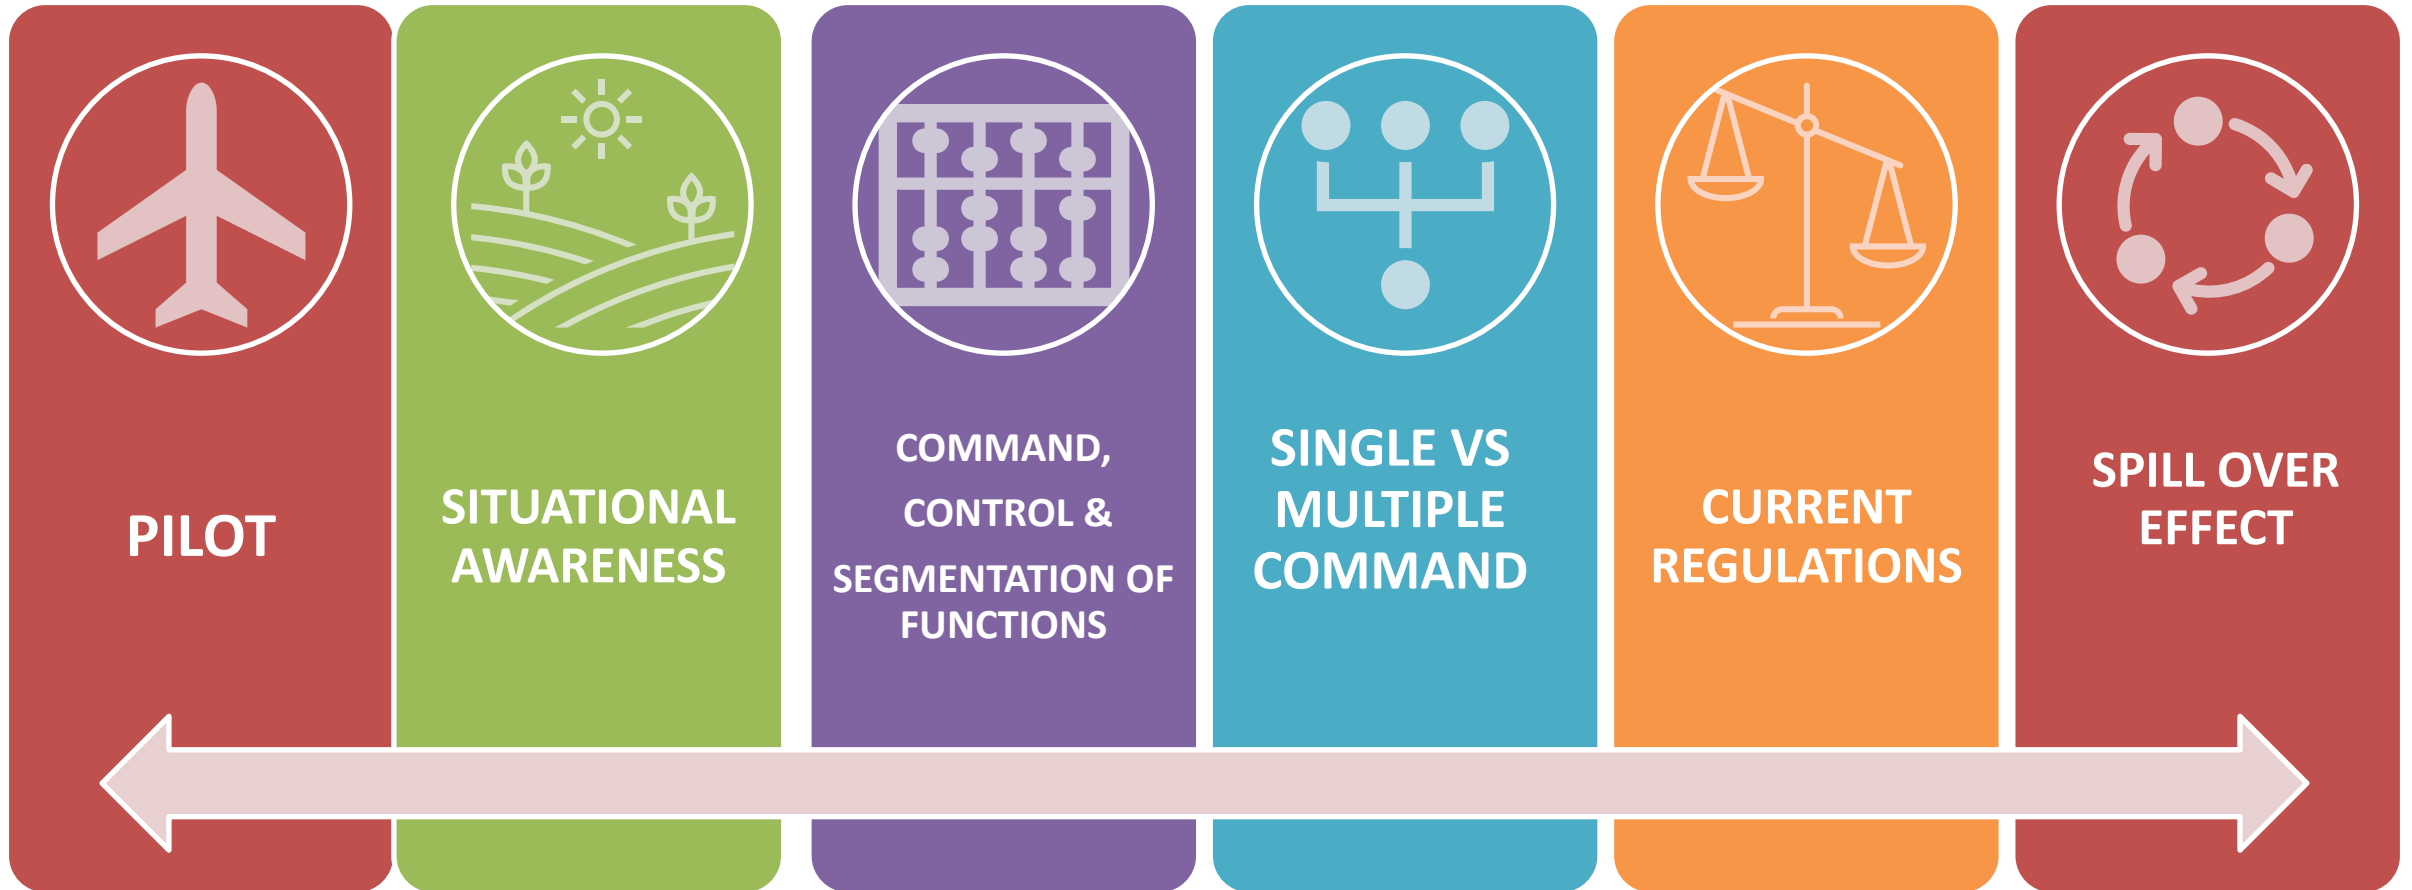 PILOT
SITUATIONAL
AWARENESS
COMMAND,
CONTROL &
SEGMENTATION OF
FUNCTIONS
SINGLE VS
MULTIPLE
COMMAND
CURRENT
REGULATIONS
SPILL OVER
EFFECT